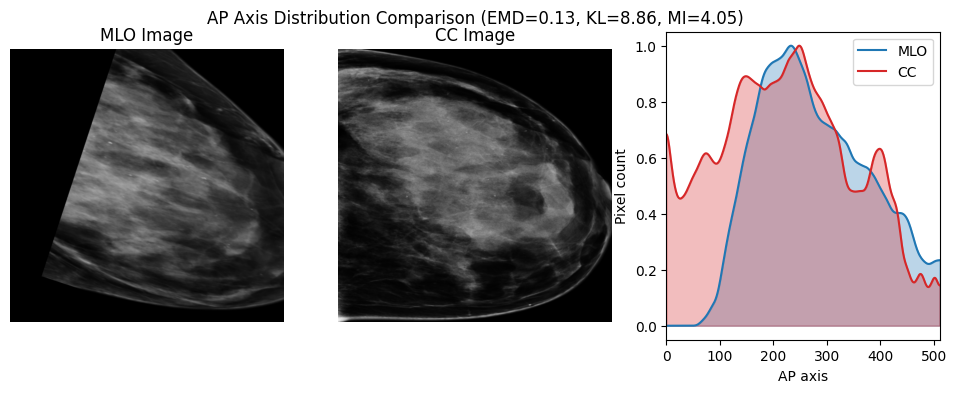 AP Axis Distribution Comparison (EMD=0.13, KL=8.86, MI=4.05)
MLO Image
CC Image
MLO
CC
Pixel count
1.0
0.8
0.6
0.4
0.2
0.0
0 100 200 300 400 500
AP axis